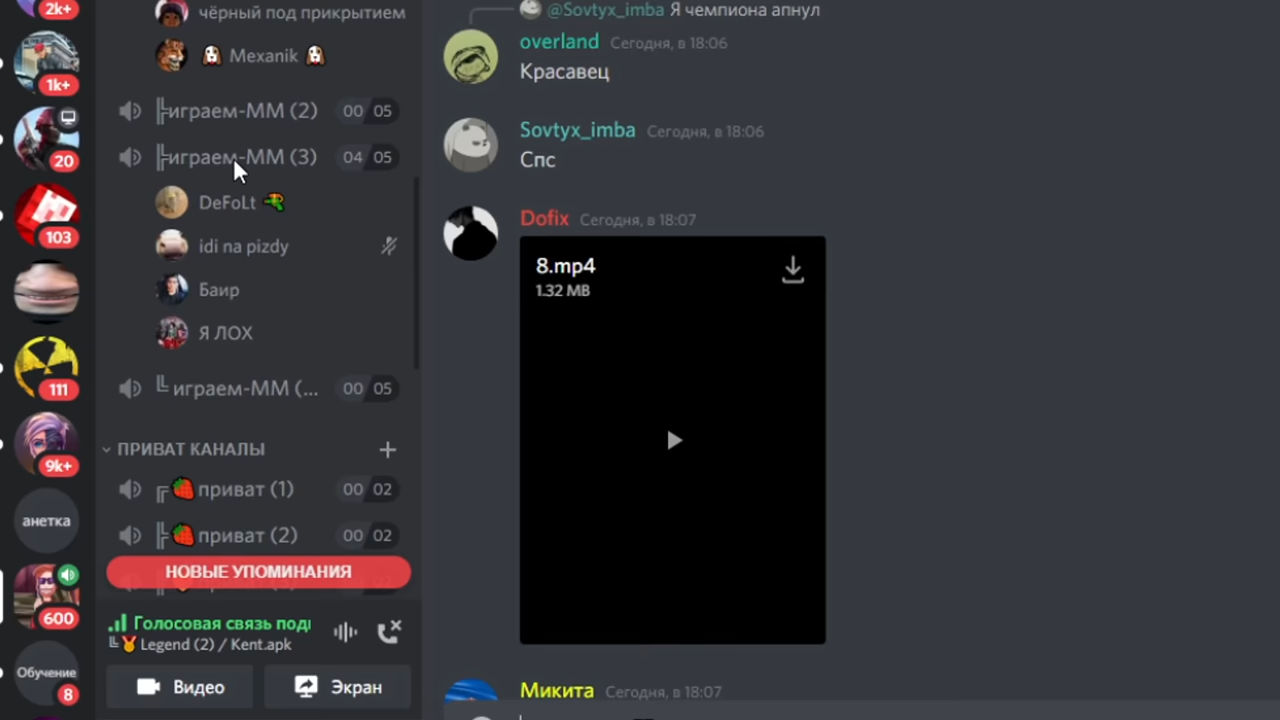 2k+
1k+
20
103
111
9k+
анетка
600
Обучение
8
чёрный под прикрытием
Mexanik
играем-ММ (2) 00 05
играем-ММ (3) 04 05
DeFoLt
idi na pizdy
Баир
Я ЛОХ
играем-ММ (... 00 05
ПРИВАТ КАНАЛЫ
приват (1) 00 02
приват (2) 00 02
НОВЫЕ УПОМИНАНИЯ
Голосовая связь подк
Legend (2) / Kent.apk
Видео Экран
@Sovtyx_imba Я чемпиона апнул
overland Сегодня, в 18:06
Красавец
Sovtyx_imba Сегодня, в 18:06
Спс
Dofix Сегодня, в 18:07
8.mp4
1.32 MB
Микита Сегодня, в 18:07